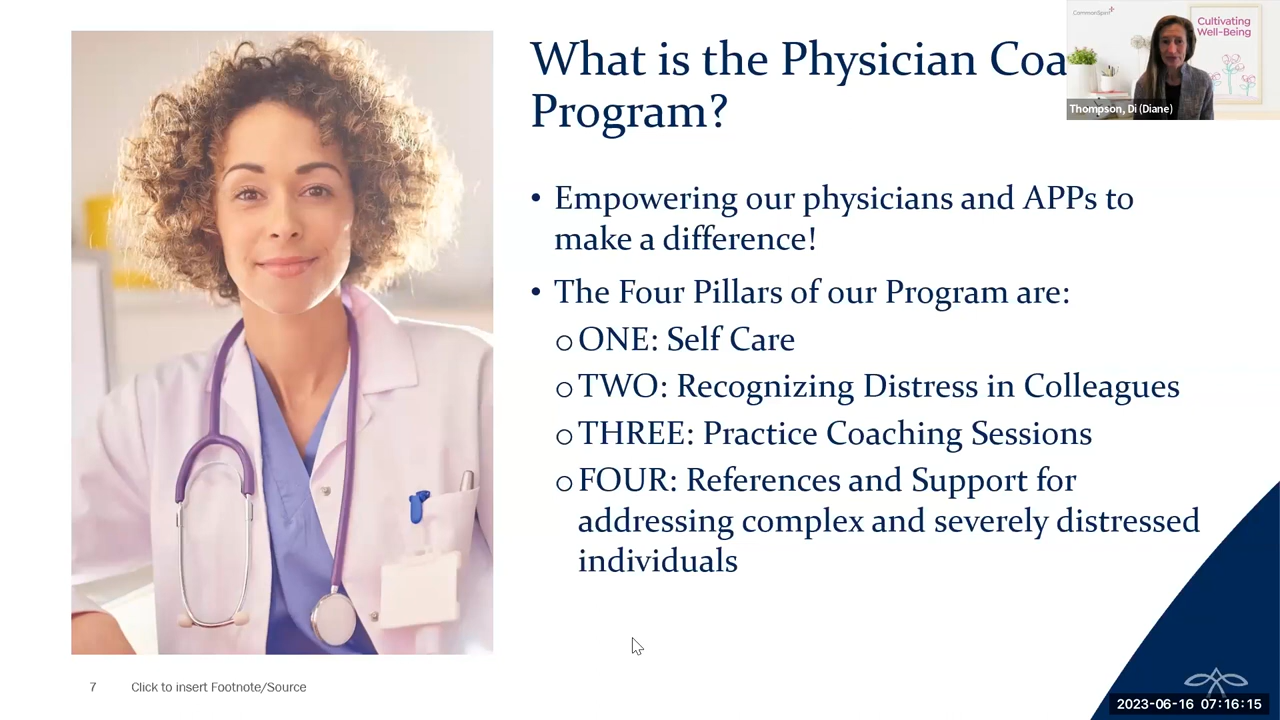 What is the Physician Coa
Program?
CommonSpirit
Cultivating
Well-Being
Thompson, Di (Diane)
• Empowering our physicians and APPs to
make a difference!
• The Four Pillars of our Program are:
o ONE: Self Care
o TWO: Recognizing Distress in Colleagues
o THREE: Practice Coaching Sessions
o FOUR: References and Support for
addressing complex and severely distressed
individuals
7 Click to insert Footnote/Source
2023-06-16 07:16:15